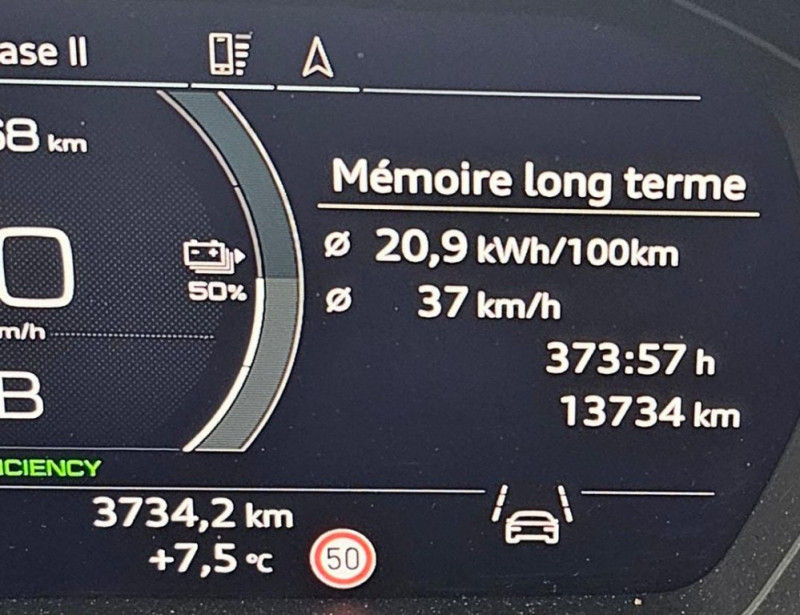 ase II
68 km
Mémoire long terme
ø 20,9 kWh/100km
50%
ø 37 km/h
0
m/h
373:57 h
B
13734 km
ICIENCY
3734,2 km
+7,5 °C
50